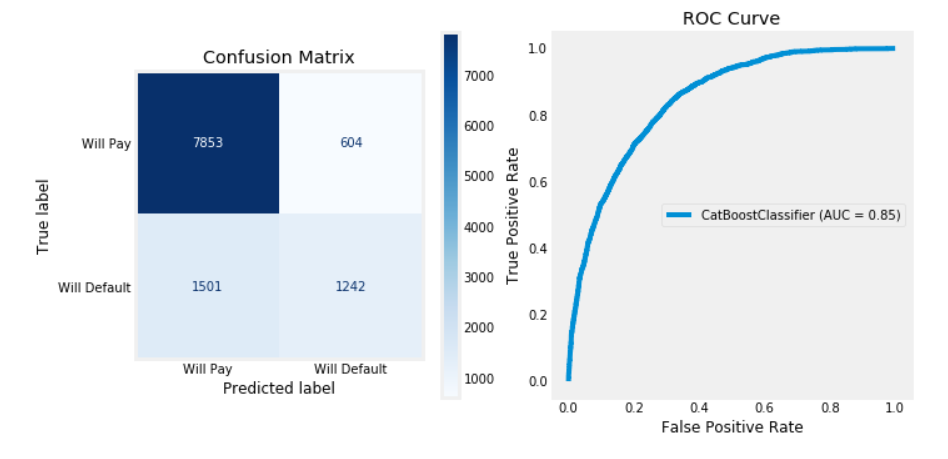 Confusion Matrix
True label
Will Pay
7853
604
Will Default
1501
1242
Will Pay
Will Default
Predicted label
7000
6000
5000
4000
3000
2000
1000
ROC Curve
True Positive Rate
1.0
0.8
0.6
0.4
0.2
0.0
CatBoostClassifier (AUC = 0.85)
0.0
0.2
0.4
0.6
0.8
1.0
False Positive Rate